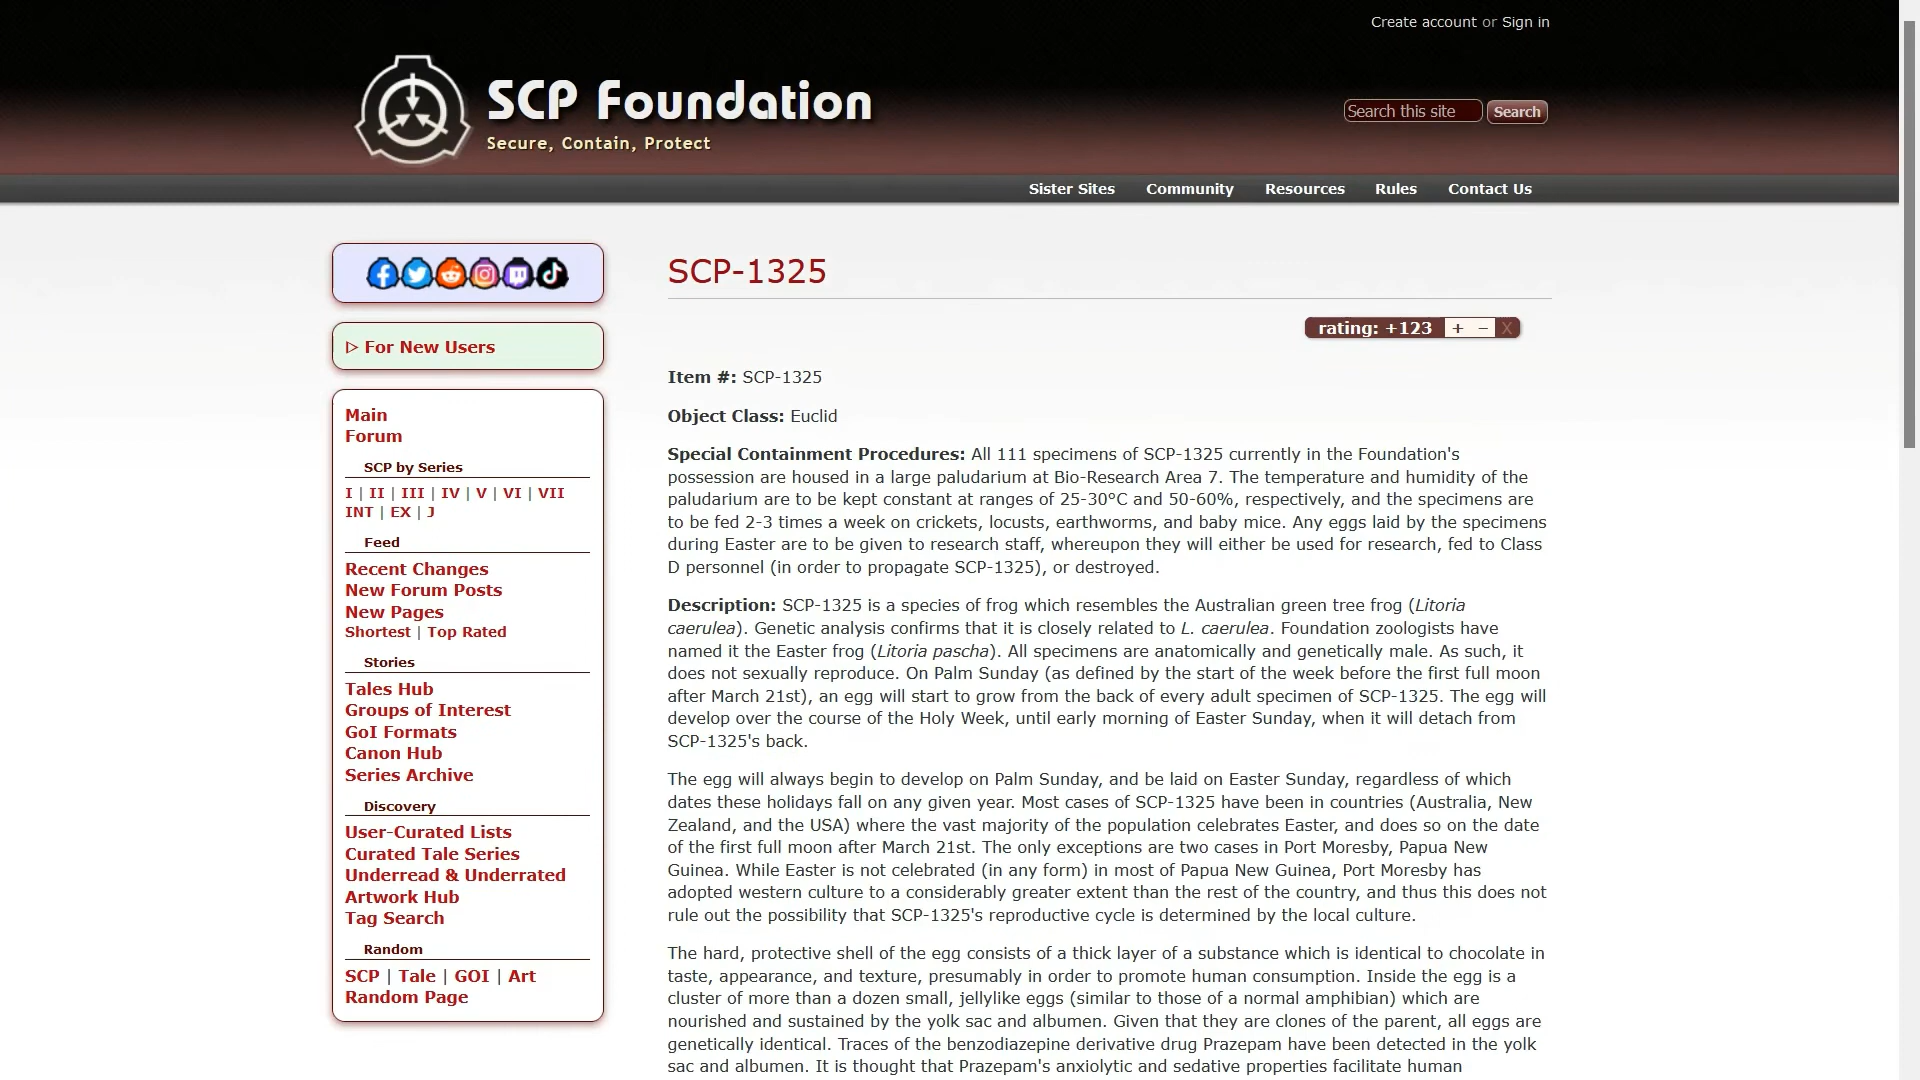 Create account or Sign in
SCP Foundation
Secure, Contain, Protect
Search this site Search
Sister Sites Community Resources Rules Contact Us
▷ For New Users
Main
Forum
SCP by Series
I | II | III | IV | V | VI | VII
INT | EX | J
Feed
Recent Changes
New Forum Posts
New Pages
Shortest | Top Rated
Stories
Tales Hub
Groups of Interest
GoI Formats
Canon Hub
Series Archive
Discovery
User-Curated Lists
Curated Tale Series
Underread & Underrated
Artwork Hub
Tag Search
Random
SCP | Tale | GOI | Art
Random Page
SCP-1325
rating: +123 + − X
Item #: SCP-1325
Object Class: Euclid
Special Containment Procedures: All 111 specimens of SCP-1325 currently in the Foundation's
possession are housed in a large paludarium at Bio-Research Area 7. The temperature and humidity of the
paludarium are to be kept constant at ranges of 25-30°C and 50-60%, respectively, and the specimens are
to be fed 2-3 times a week on crickets, locusts, earthworms, and baby mice. Any eggs laid by the specimens
during Easter are to be given to research staff, whereupon they will either be used for research, fed to Class
D personnel (in order to propagate SCP-1325), or destroyed.
Description: SCP-1325 is a species of frog which resembles the Australian green tree frog (Litoria
caerulea). Genetic analysis confirms that it is closely related to L. caerulea. Foundation zoologists have
named it the Easter frog (Litoria pascha). All specimens are anatomically and genetically male. As such, it
does not sexually reproduce. On Palm Sunday (as defined by the start of the week before the first full moon
after March 21st), an egg will start to grow from the back of every adult specimen of SCP-1325. The egg will
develop over the course of the Holy Week, until early morning of Easter Sunday, when it will detach from
SCP-1325's back.
The egg will always begin to develop on Palm Sunday, and be laid on Easter Sunday, regardless of which
dates these holidays fall on any given year. Most cases of SCP-1325 have been in countries (Australia, New
Zealand, and the USA) where the vast majority of the population celebrates Easter, and does so on the date
of the first full moon after March 21st. The only exceptions are two cases in Port Moresby, Papua New
Guinea. While Easter is not celebrated (in any form) in most of Papua New Guinea, Port Moresby has
adopted western culture to a considerably greater extent than the rest of the country, and thus this does not
rule out the possibility that SCP-1325's reproductive cycle is determined by the local culture.
The hard, protective shell of the egg consists of a thick layer of a substance which is identical to chocolate in
taste, appearance, and texture, presumably in order to promote human consumption. Inside the egg is a
cluster of more than a dozen small, jellylike eggs (similar to those of a normal amphibian) which are
nourished and sustained by the yolk sac and albumen. Given that they are clones of the parent, all eggs are
genetically identical. Traces of the benzodiazepine derivative drug Prazepam have been detected in the yolk
sac and albumen. It is thought that Prazepam's anxiolytic and sedative properties facilitate human